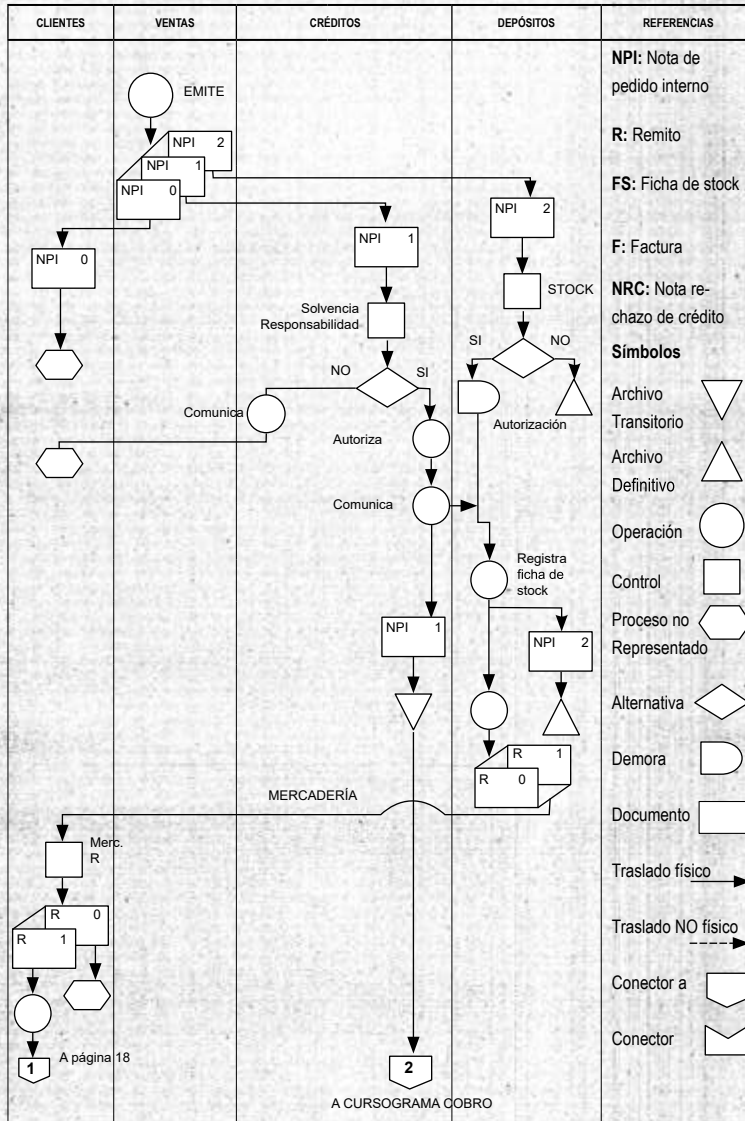 CLIENTES
VENTAS
CRÉDITOS
DEPÓSITOS
REFERENCIAS
EMITE
NPI 2
NPI 1
NPI 0
NPI 0
NPI 1
NPI 2
Solvencia
Responsabilidad
STOCK
NO
SI
SI
NO
Comunica
Autoriza
Autorización
Comunica
Registra
ficha de
stock
NPI 1
NPI 2
R 1
R 0
MERCADERÍA
Merc.
R
R 0
R 1
1
A página 18
2
A CURSOGRAMA COBRO
NPI: Nota de
pedido interno
R: Remito
FS: Ficha de stock
F: Factura
NRC: Nota re-
chazo de crédito
Símbolos
Archivo
Transitorio
Archivo
Definitivo
Operación
Control
Proceso no
Representado
Alternativa
Demora
Documento
Traslado físico
Traslado NO físico
Conector a
Conector